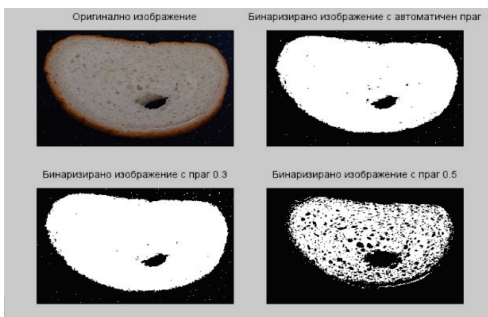 Оригинално изображение
Бинаризирано изображение с автоматичен праг
Бинаризирано изображение с праг 0.3
Бинаризирано изображение с праг 0.5